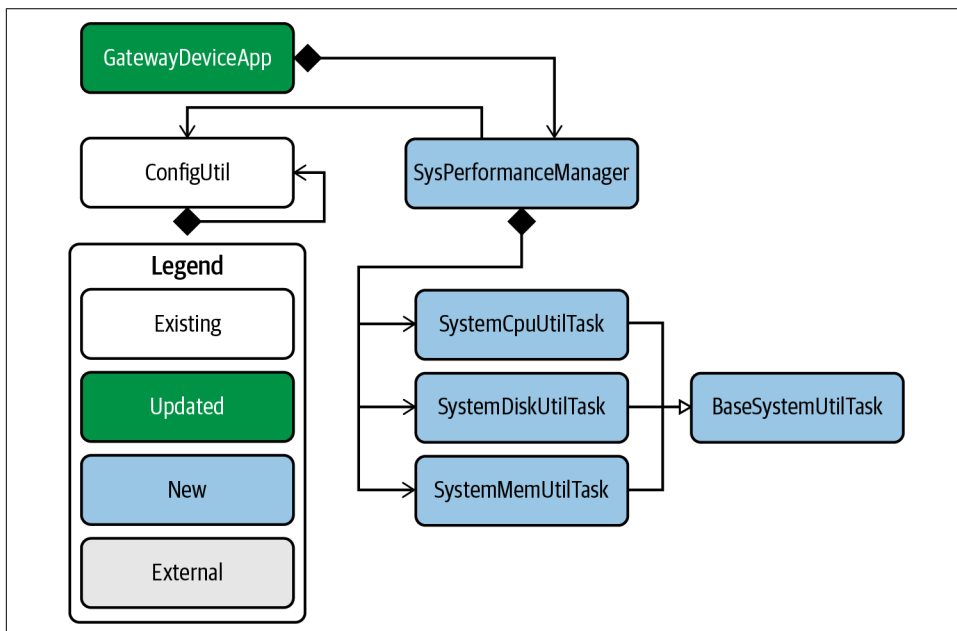 GatewayDeviceApp
ConfigUtil
SysPerformanceManager
Legend
Existing
Updated
New
External
SystemCpuUtilTask
SystemDiskUtilTask
SystemMemUtilTask
BaseSystemUtilTask